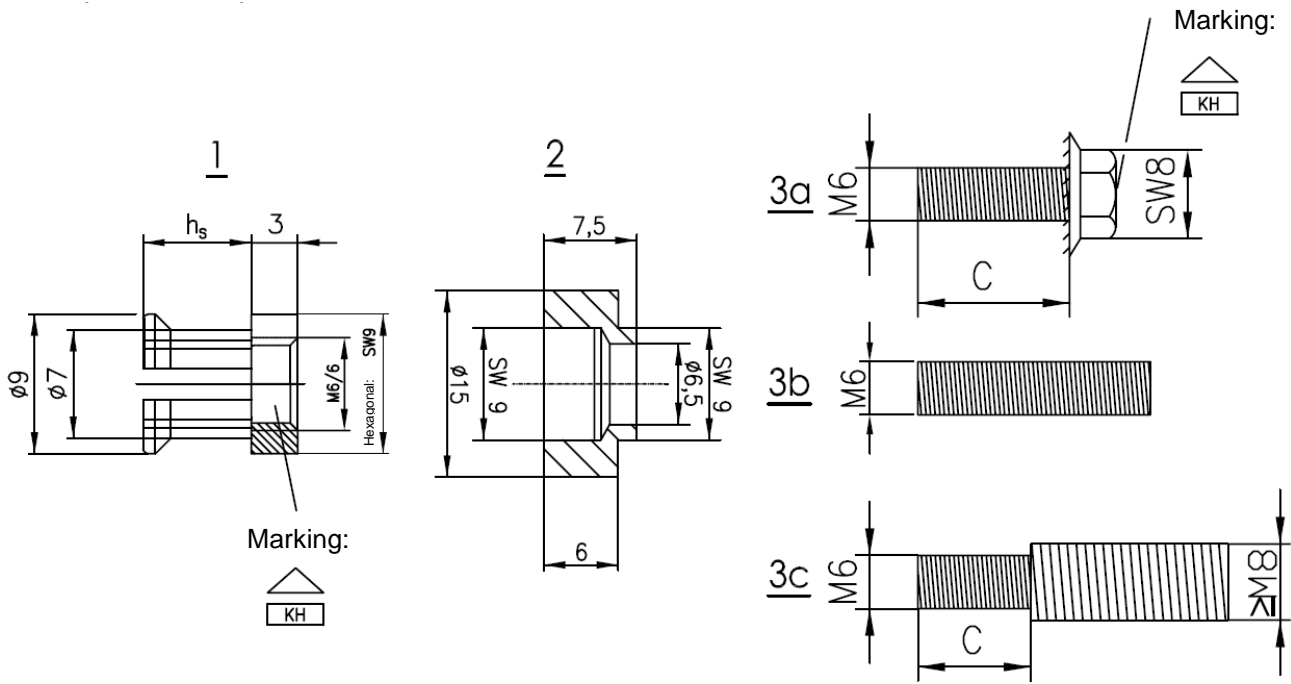 Marking:
KH
1
2
3a
M6
SW8
C
h_s
3
7,5
ø9
ø7
M6/6
Hexagonal: SW9
ø15
SW 9
ø6,5
SW 9
3b
M6
6
Marking:
KH
3c
M6
≥M8
C